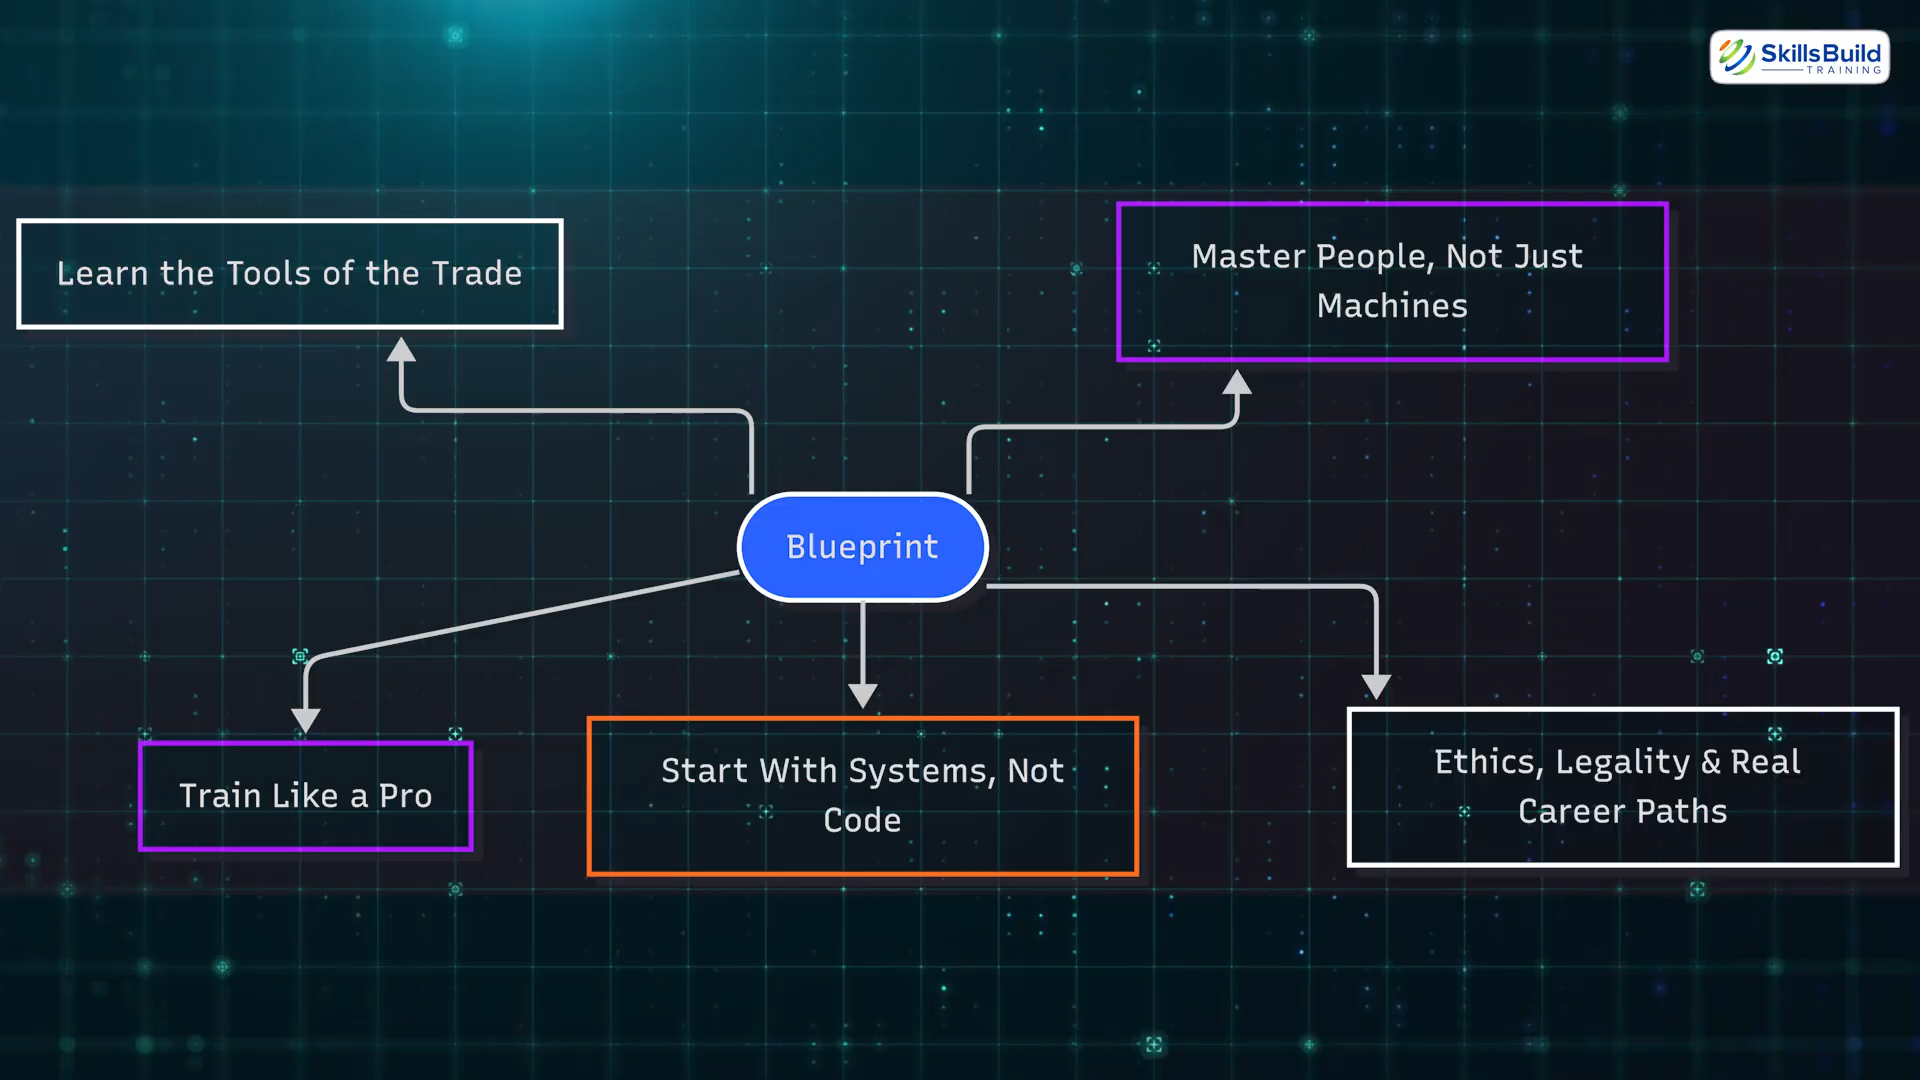 SkillsBuild
TRAINING
Learn the Tools of the Trade
Master People, Not Just
Machines
Blueprint
Train Like a Pro
Start With Systems, Not
Code
Ethics, Legality & Real
Career Paths